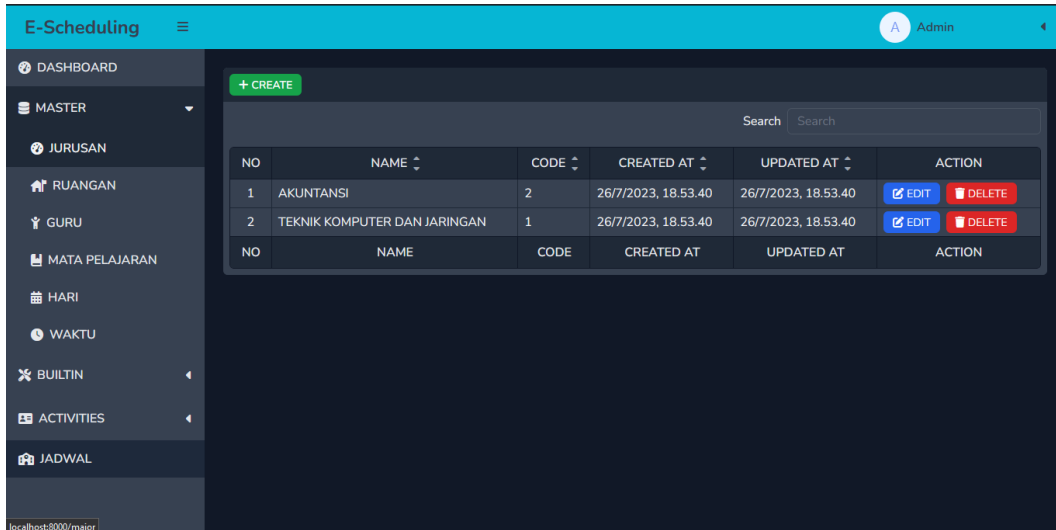 E-Scheduling
A Admin
DASHBOARD
MASTER
JURUSAN
RUANGAN
GURU
MATA PELAJARAN
HARI
WAKTU
BUILTIN
ACTIVITIES
JADWAL
localhost:8000/major
+ CREATE
Search Search
NO NAME CODE CREATED AT UPDATED AT ACTION
1 AKUNTANSI 2 26/7/2023, 18.53.40 26/7/2023, 18.53.40 EDIT DELETE
2 TEKNIK KOMPUTER DAN JARINGAN 1 26/7/2023, 18.53.40 26/7/2023, 18.53.40 EDIT DELETE
NO NAME CODE CREATED AT UPDATED AT ACTION